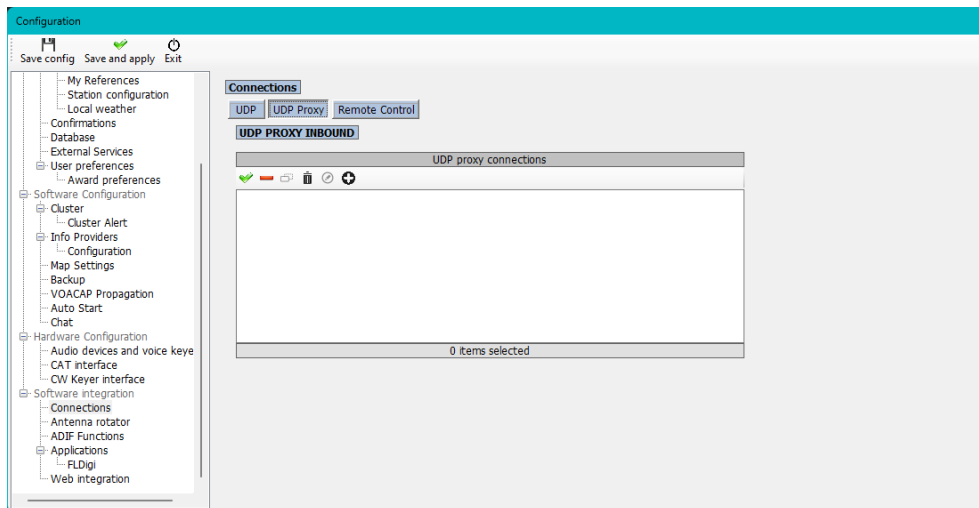 Configuration
Save config Save and apply Exit
My References
Station configuration
Local weather
Confirmations
Database
External Services
User preferences
Award preferences
Software Configuration
Cluster
Cluster Alert
Info Providers
Configuration
Map Settings
Backup
VOACAP Propagation
Auto Start
Chat
Hardware Configuration
Audio devices and voice keye
CAT interface
CW Keyer interface
Software integration
Connections
Antenna rotator
ADIF Functions
Applications
FLDigi
Web integration
Connections
UDP UDP Proxy Remote Control
UDP PROXY INBOUND
UDP proxy connections
0 items selected